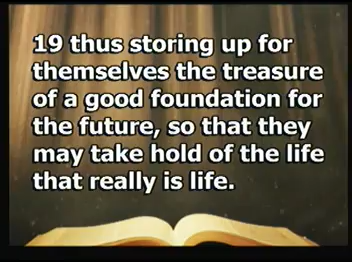 19 thus storing up for
themselves the treasure
of a good foundation for
the future, so that they
may take hold of the life
that really is life.